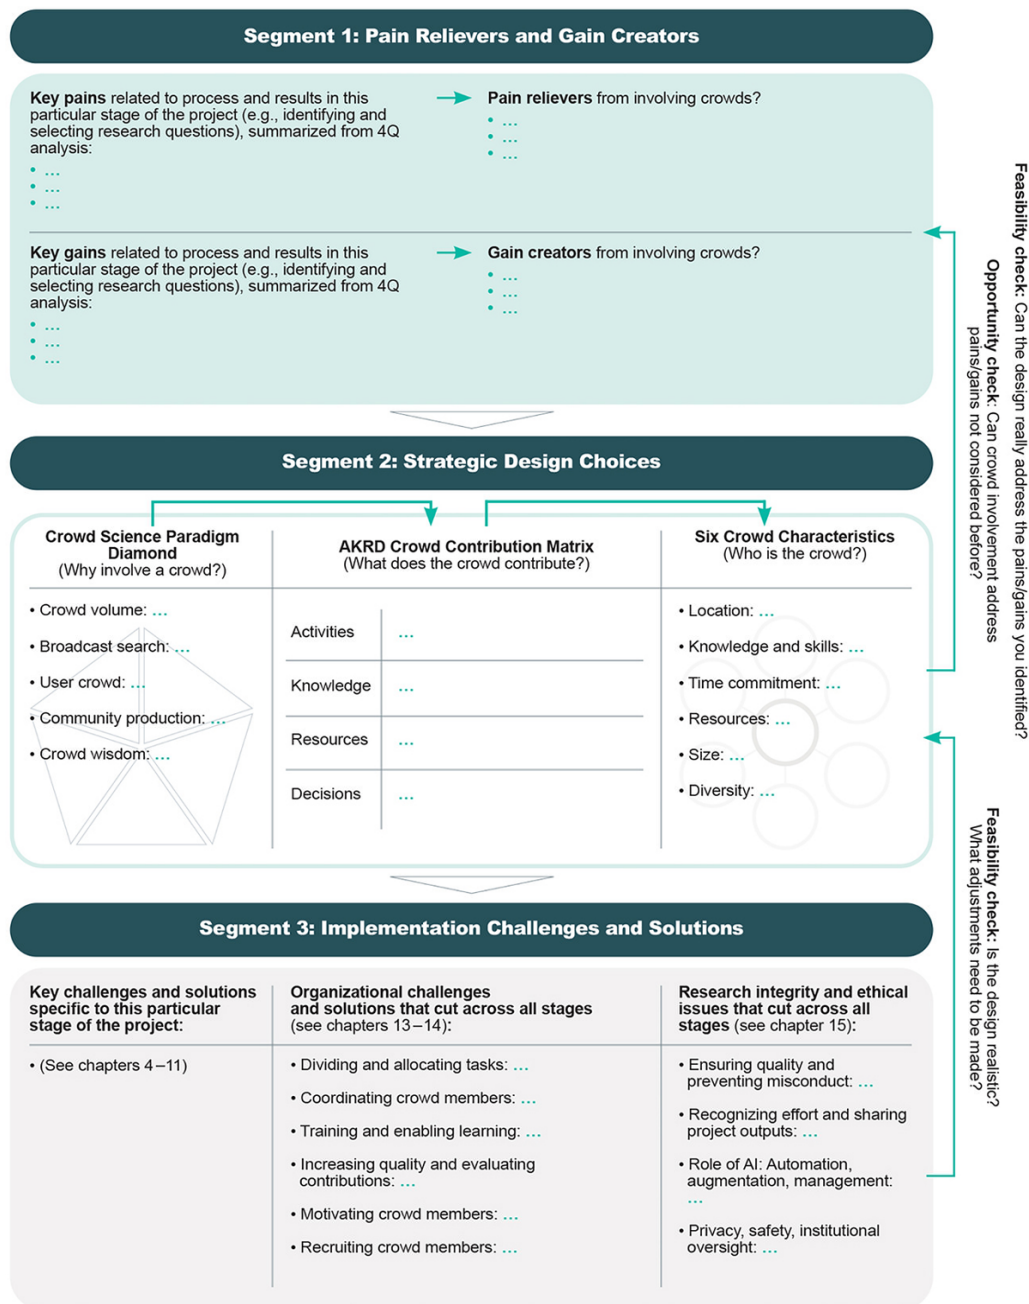 Segment 1: Pain Relievers and Gain Creators
Key pains related to process and results in this
particular stage of the project (e.g., identifying and
selecting research questions), summarized from 4Q
analysis:
• ...
• ...
• ...
Pain relievers from involving crowds?
• ...
• ...
• ...
Key gains related to process and results in this
particular stage of the project (e.g., identifying and
selecting research questions), summarized from 4Q
analysis:
• ...
• ...
• ...
Gain creators from involving crowds?
• ...
• ...
• ...
Segment 2: Strategic Design Choices
Crowd Science Paradigm
Diamond
(Why involve a crowd?)
• Crowd volume: ...
• Broadcast search: ...
• User crowd: ...
• Community production: ...
• Crowd wisdom: ...
AKRD Crowd Contribution Matrix
(What does the crowd contribute?)
Activities ...
Knowledge ...
Resources ...
Decisions ...
Six Crowd Characteristics
(Who is the crowd?)
• Location: ...
• Knowledge and skills: ...
• Time commitment: ...
• Resources: ...
• Size: ...
• Diversity: ...
Segment 3: Implementation Challenges and Solutions
Key challenges and solutions
specific to this particular
stage of the project:
• (See chapters 4–11)
Organizational challenges
and solutions that cut across all stages
(see chapters 13–14):
• Dividing and allocating tasks: ...
• Coordinating crowd members: ...
• Training and enabling learning: ...
• Increasing quality and evaluating
contributions: ...
• Motivating crowd members: ...
• Recruiting crowd members: ...
Research integrity and ethical
issues that cut across all
stages (see chapter 15):
• Ensuring quality and
preventing misconduct: ...
• Recognizing effort and sharing
project outputs: ...
• Role of AI: Automation,
augmentation, management:
...
• Privacy, safety, institutional
oversight: ...
Feasibility check: Can the design really address the pains/gains you identified?
Opportunity check: Can crowd involvement address
pains/gains not considered before?
Feasibility check: Is the design realistic?
What adjustments need to be made?